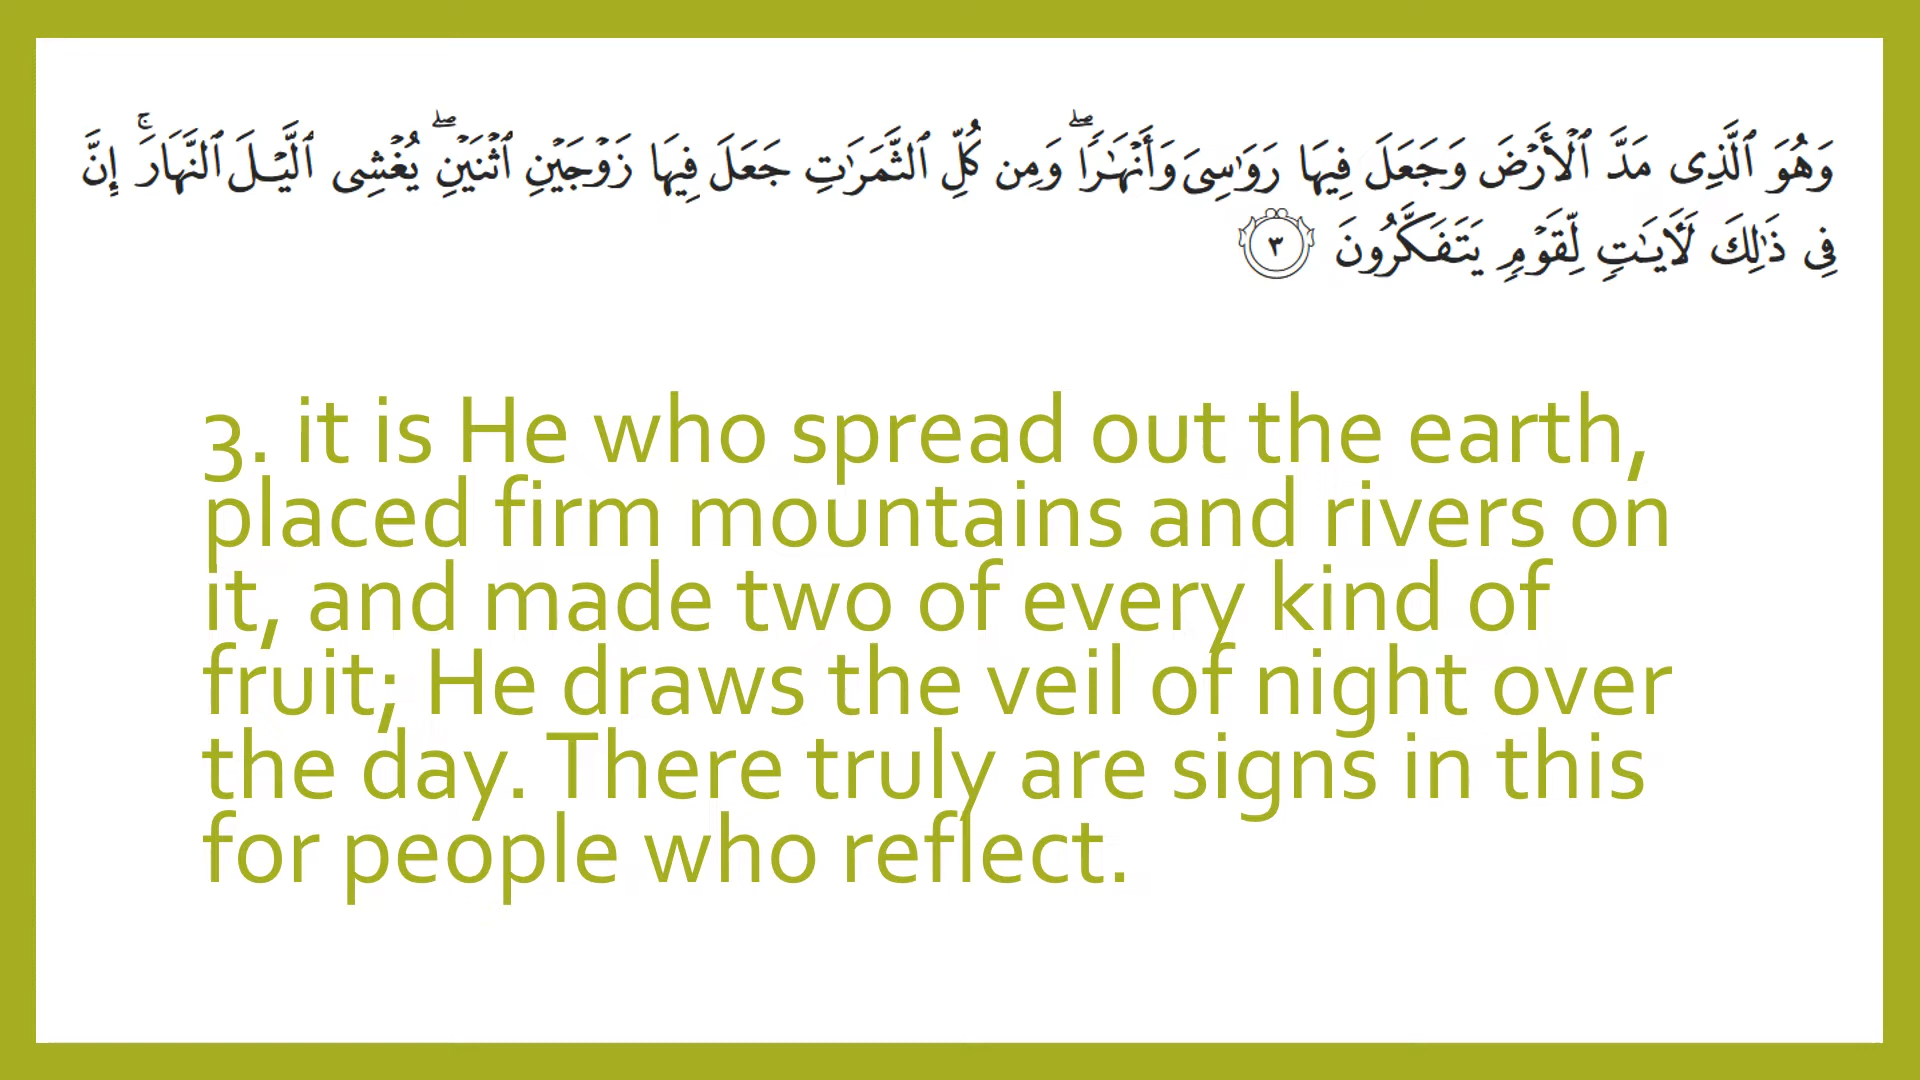 وَهُوَ ٱلَّذِى مَدَّ ٱلْأَرْضَ وَجَعَلَ فِيهَا رَوَٰسِىَ وَأَنْهَـٰرًا ۖ وَمِن كُلِّ ٱلثَّمَرَٰتِ جَعَلَ فِيهَا زَوْجَيْنِ ٱثْنَيْنِ ۖ يُغْشِى ٱلَّيْلَ ٱلنَّهَارَ ۚ إِنَّ
فِى ذَٰلِكَ لَـَٔايَـٰتٍ لِّقَوْمٍ يَتَفَكَّرُونَ ٣
3. it is He who spread out the earth,
placed firm mountains and rivers on
it, and made two of every kind of
fruit; He draws the veil of night over
the day. There truly are signs in this
for people who reflect.